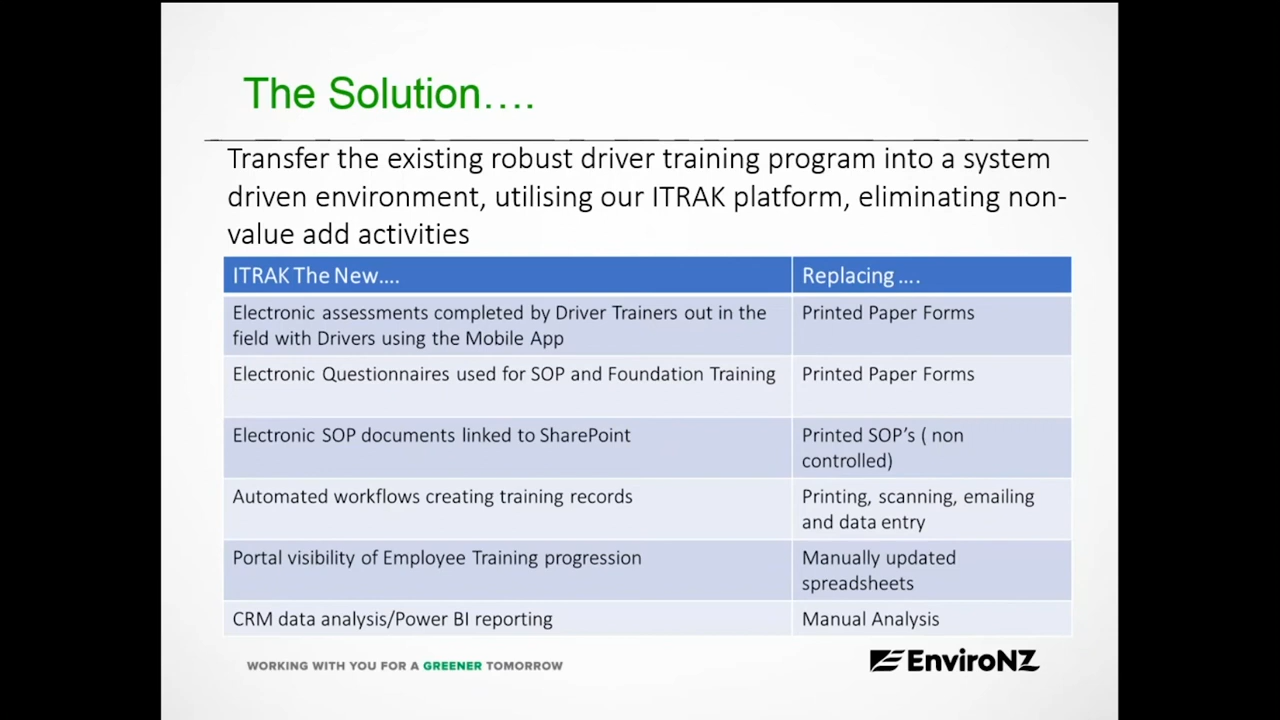 The Solution….
Transfer the existing robust driver training program into a system
driven environment, utilising our ITRAK platform, eliminating non-
value add activities
ITRAK The New….
Replacing ….
Electronic assessments completed by Driver Trainers out in the
field with Drivers using the Mobile App
Printed Paper Forms
Electronic Questionnaires used for SOP and Foundation Training
Printed Paper Forms
Electronic SOP documents linked to SharePoint
Printed SOP’s ( non
controlled)
Automated workflows creating training records
Printing, scanning, emailing
and data entry
Portal visibility of Employee Training progression
Manually updated
spreadsheets
CRM data analysis/Power BI reporting
Manual Analysis
WORKING WITH YOU FOR A GREENER TOMORROW
EnviroNZ